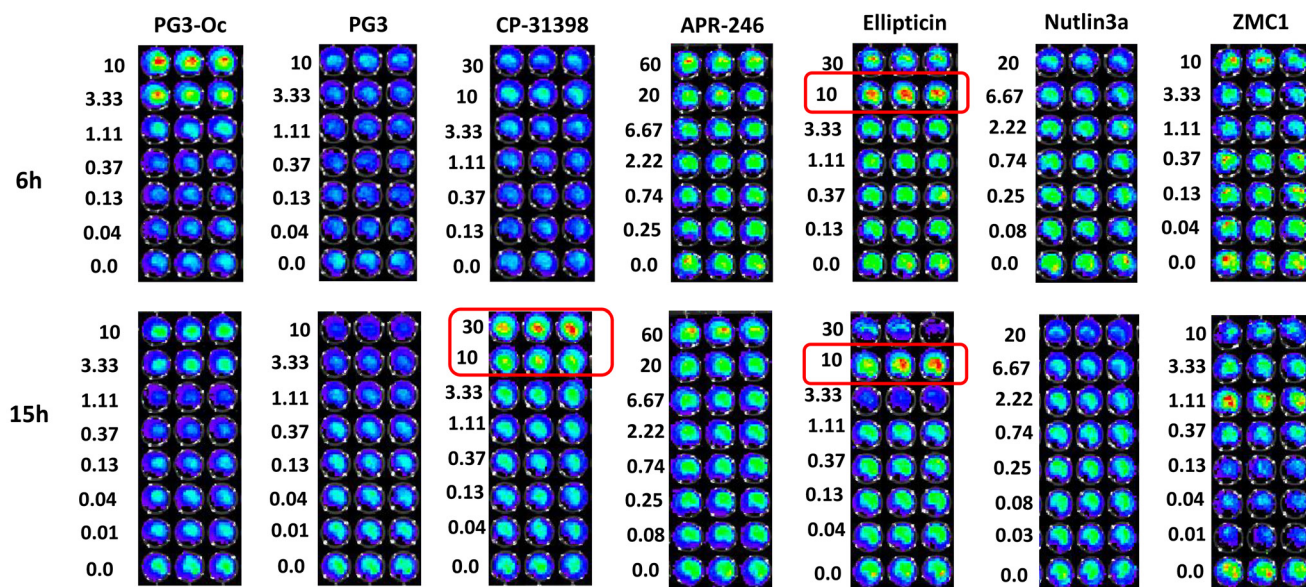 PG3-Oc PG3 CP-31398 APR-246 Ellipticin Nutlin3a ZMC1
10 10 30 60 30 20 10
3.33 3.33 10 20 10 6.67 3.33
1.11 1.11 3.33 6.67 3.33 2.22 1.11
6h
0.37 0.37 1.11 2.22 1.11 0.74 0.37
0.13 0.13 0.37 0.74 0.37 0.25 0.13
0.04 0.04 0.13 0.25 0.13 0.08 0.04
0.0 0.0 0.0 0.0 0.0 0.0 0.0
10 10 30 60 30 20 10
3.33 3.33 10 20 10 6.67 3.33
1.11 1.11 3.33 6.67 3.33 2.22 1.11
15h
0.37 0.37 1.11 2.22 1.11 0.74 0.37
0.13 0.13 0.37 0.74 0.37 0.25 0.13
0.04 0.04 0.13 0.25 0.13 0.08 0.04
0.01 0.01 0.04 0.08 0.04 0.03 0.01
0.0 0.0 0.0 0.0 0.0 0.0 0.0